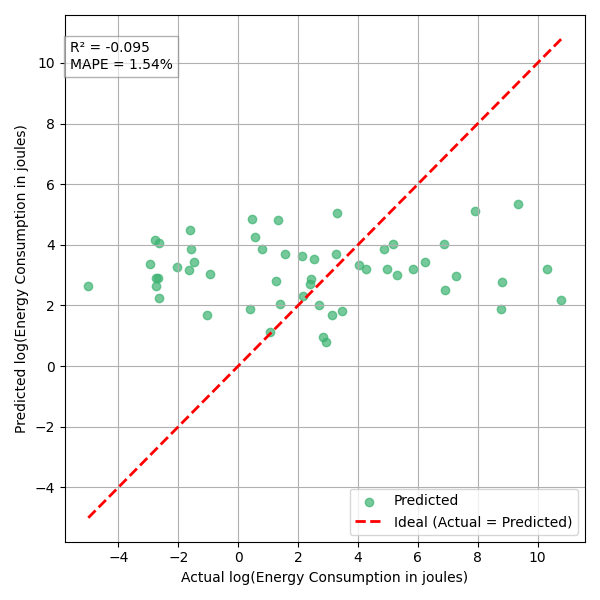 R² = -0.095
MAPE = 1.54%
10
8
6
4
2
0
−2
−4
Predicted log(Energy Consumption in joules)
Predicted
Ideal (Actual = Predicted)
−4 −2 0 2 4 6 8 10
Actual log(Energy Consumption in joules)